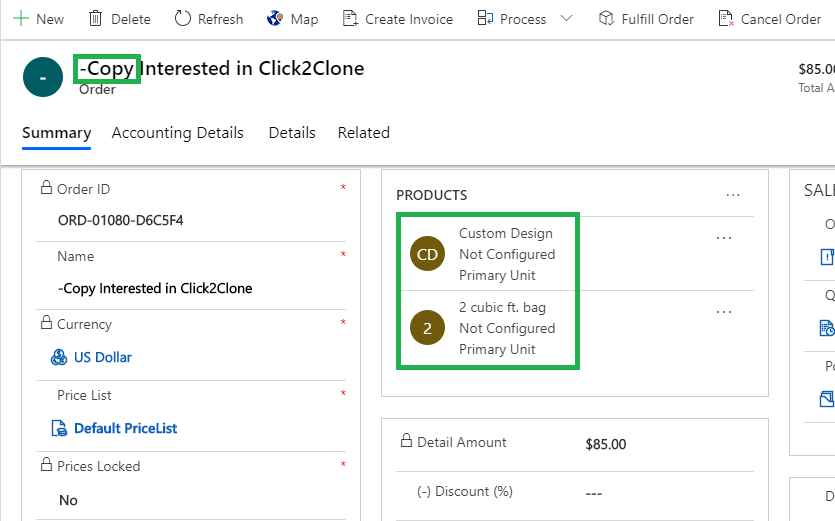 New Delete Refresh Map Create Invoice Process Fulfill Order Cancel Order
- -Copy Interested in Click2Clone
Order
$85.00
Total A
Summary Accounting Details Details Related
Order ID *
ORD-01080-D6C5F4
Name *
-Copy Interested in Click2Clone
Currency *
US Dollar
Price List *
Default PriceList
Prices Locked *
No
PRODUCTS ...
CD
Custom Design ...
Not Configured
Primary Unit
2
2 cubic ft. bag ...
Not Configured
Primary Unit
Detail Amount $85.00
(-) Discount (%) ---
SALE
O
Q
Po
D